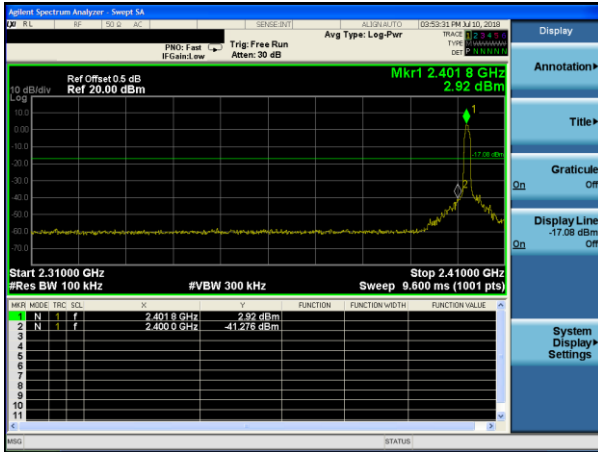 Agilent Spectrum Analyzer - Swept SA
RL RF 50 Ω AC SENSE:INT ALIGNAUTO 03:53:31 PM Jul 10, 2018
Avg Type: Log-Pwr TRACE 1 2 3 4 5 6
PNO: Fast Trig: Free Run TYPE
IFGain:Low Atten: 30 dB DET P N N N N N
Mkr1 2.401 8 GHz
Ref Offset 0.5 dB
10 dB/div Ref 20.00 dBm 2.92 dBm
Log
10.0
0.00
-10.0
-17.08 dBm
-20.0
-30.0
-40.0
-50.0
-60.0
-70.0
1
2
Start 2.31000 GHz Stop 2.41000 GHz
#Res BW 100 kHz #VBW 300 kHz Sweep 9.600 ms (1001 pts)
MKR MODE TRC SCL X Y FUNCTION FUNCTION WIDTH FUNCTION VALUE
1 N 1 f 2.401 8 GHz 2.92 dBm
2 N 1 f 2.400 0 GHz -41.276 dBm
3
4
5
6
7
8
9
10
11
MSG STATUS
Display
Annotation
Title
Graticule
On Off
Display Line
-17.08 dBm
On Off
System
Display
Settings